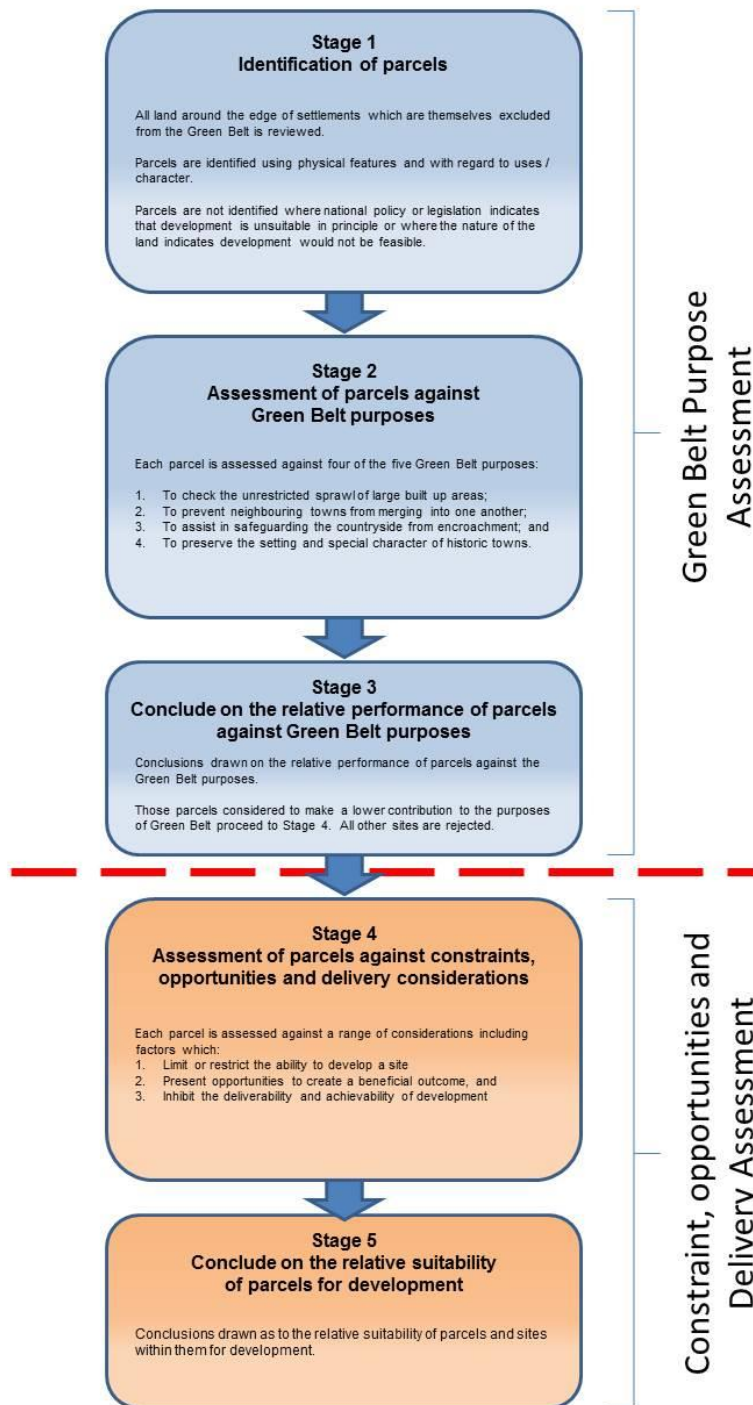 Stage 1
Identification of parcels
All land around the edge of settlements which are themselves excluded
from the Green Belt is reviewed.
Parcels are identified using physical features and with regard to uses /
character.
Parcels are not identified where national policy or legislation indicates
that development is unsuitable in principle or where the nature of the
land indicates development would not be feasible.
Stage 2
Assessment of parcels against
Green Belt purposes
Each parcel is assessed against four of the five Green Belt purposes:
1. To check the unrestricted sprawl of large built up areas;
2. To prevent neighbouring towns from merging into one another;
3. To assist in safeguarding the countryside from encroachment; and
4. To preserve the setting and special character of historic towns.
Stage 3
Conclude on the relative performance of parcels
against Green Belt purposes
Conclusions drawn on the relative performance of parcels against the
Green Belt purposes.
Those parcels considered to make a lower contribution to the purposes
of Green Belt proceed to Stage 4. All other sites are rejected.
Green Belt Purpose
Assessment
Stage 4
Assessment of parcels against constraints,
opportunities and delivery considerations
Each parcel is assessed against a range of considerations including
factors which:
1. Limit or restrict the ability to develop a site
2. Present opportunities to create a beneficial outcome, and
3. Inhibit the deliverability and achievability of development
Stage 5
Conclude on the relative suitability
of parcels for development
Conclusions drawn as to the relative suitability of parcels and sites
within them for development.
Constraint, opportunities and
Delivery Assessment